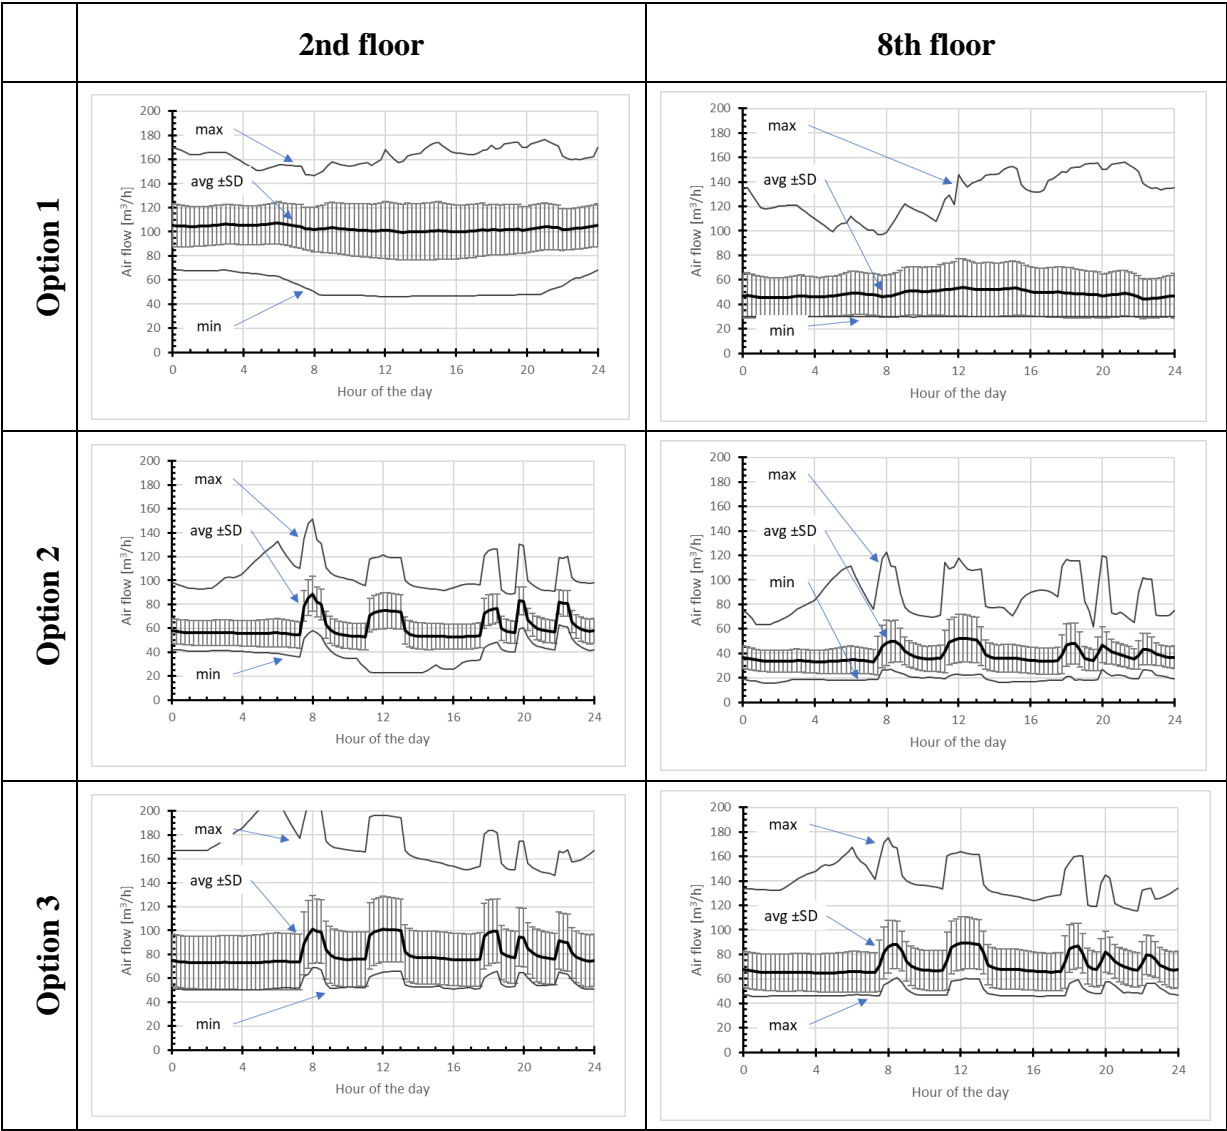 2nd floor
8th floor
Option 1
200
180
160
140
120
100
80
60
40
20
0
Air flow [m³/h]
max
avg ±SD
min
0 4 8 12 16 20 24
Hour of the day
200
180
160
140
120
100
80
60
40
20
0
Air flow [m³/h]
max
avg ±SD
min
0 4 8 12 16 20 24
Hour of the day
Option 2
200
180
160
140
120
100
80
60
40
20
0
Air flow [m³/h]
max
avg ±SD
min
0 4 8 12 16 20 24
Hour of the day
200
180
160
140
120
100
80
60
40
20
0
Air flow [m³/h]
max
avg ±SD
min
0 4 8 12 16 20 24
Hour of the day
Option 3
200
180
160
140
120
100
80
60
40
20
0
Air flow [m³/h]
max
avg ±SD
min
0 4 8 12 16 20 24
Hour of the day
200
180
160
140
120
100
80
60
40
20
0
Air flow [m³/h]
max
avg ±SD
max
0 4 8 12 16 20 24
Hour of the day